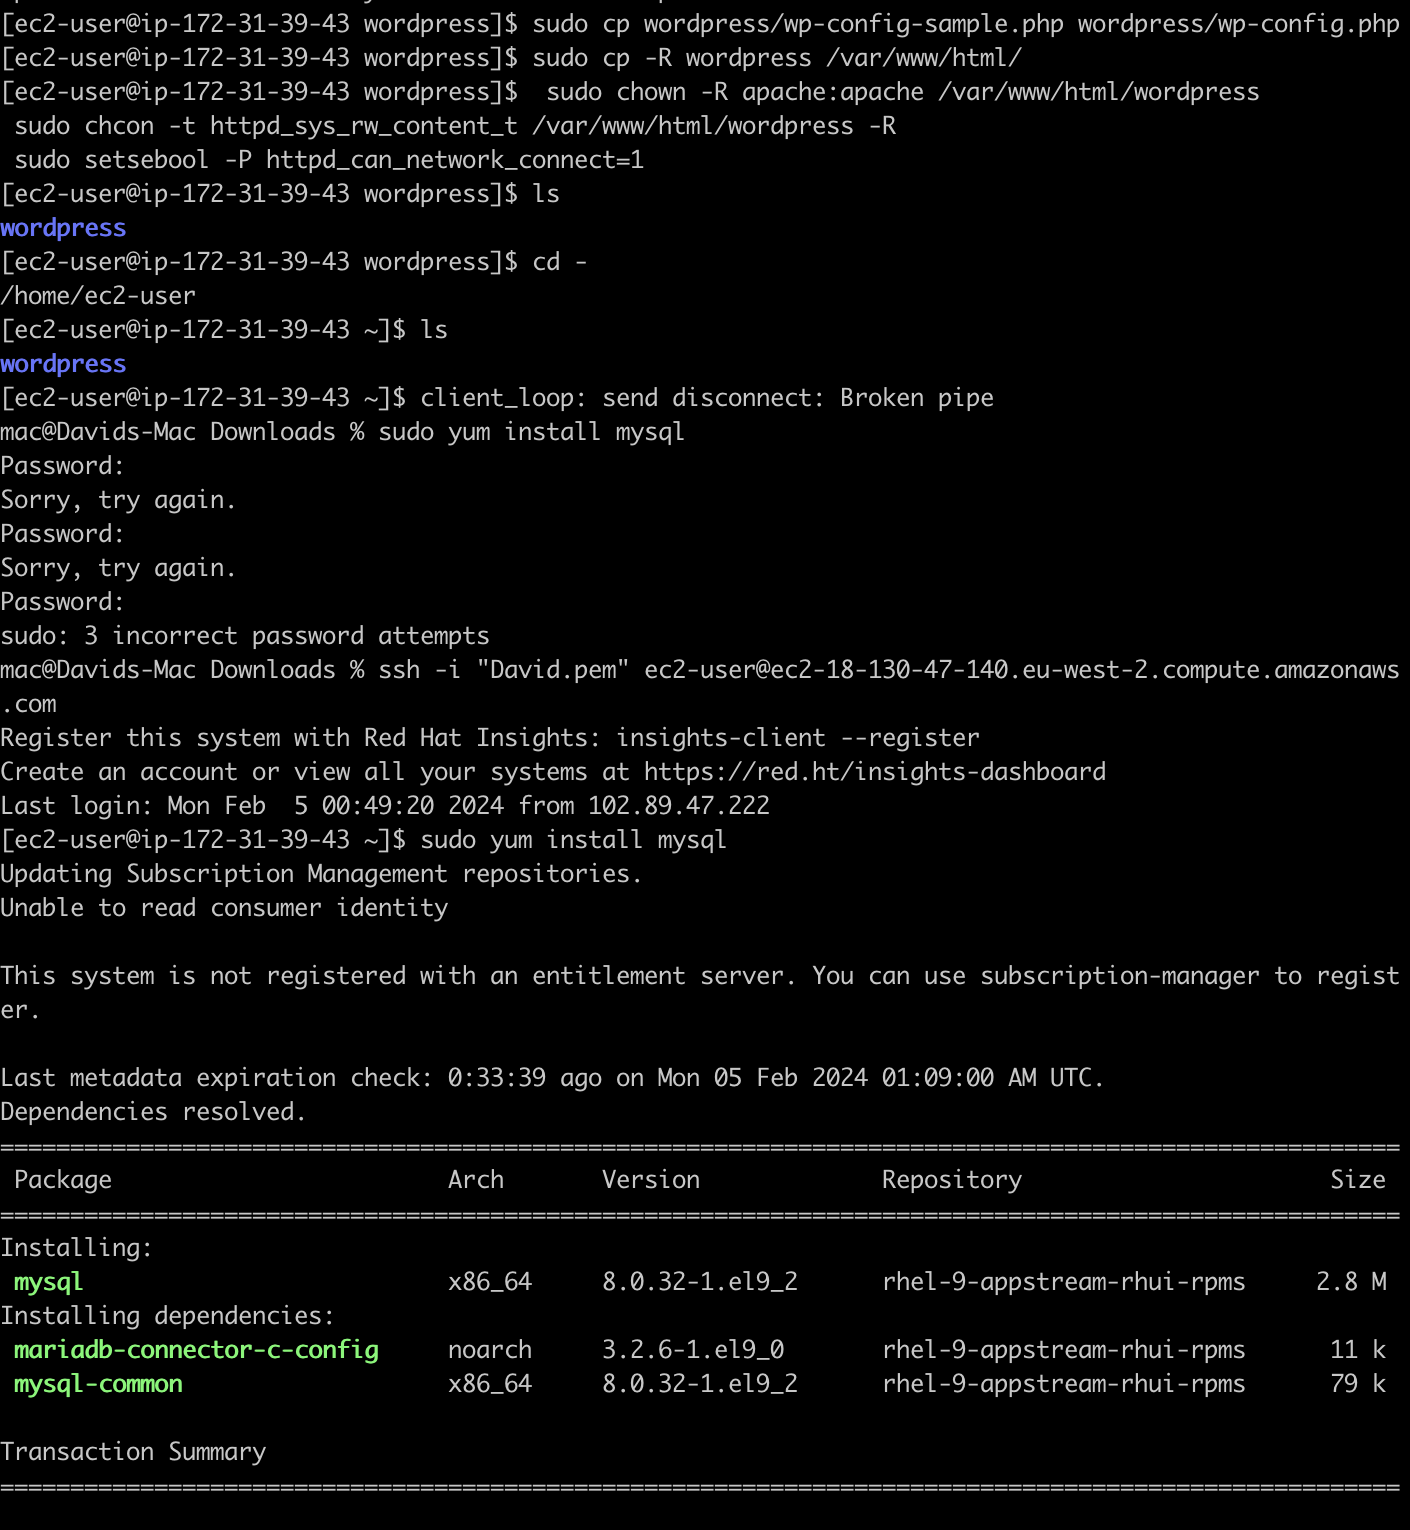 [ec2-user@ip-172-31-39-43 wordpress]$ sudo cp wordpress/wp-config-sample.php wordpress/wp-config.php
[ec2-user@ip-172-31-39-43 wordpress]$ sudo cp -R wordpress /var/www/html/
[ec2-user@ip-172-31-39-43 wordpress]$  sudo chown -R apache:apache /var/www/html/wordpress
 sudo chcon -t httpd_sys_rw_content_t /var/www/html/wordpress -R
 sudo setsebool -P httpd_can_network_connect=1
[ec2-user@ip-172-31-39-43 wordpress]$ ls
wordpress
[ec2-user@ip-172-31-39-43 wordpress]$ cd -
/home/ec2-user
[ec2-user@ip-172-31-39-43 ~]$ ls
wordpress
[ec2-user@ip-172-31-39-43 ~]$ client_loop: send disconnect: Broken pipe
mac@Davids-Mac Downloads % sudo yum install mysql
Password:
Sorry, try again.
Password:
Sorry, try again.
Password:
sudo: 3 incorrect password attempts
mac@Davids-Mac Downloads % ssh -i "David.pem" ec2-user@ec2-18-130-47-140.eu-west-2.compute.amazonaws
.com
Register this system with Red Hat Insights: insights-client --register
Create an account or view all your systems at https://red.ht/insights-dashboard
Last login: Mon Feb  5 00:49:20 2024 from 102.89.47.222
[ec2-user@ip-172-31-39-43 ~]$ sudo yum install mysql
Updating Subscription Management repositories.
Unable to read consumer identity

This system is not registered with an entitlement server. You can use subscription-manager to regist
er.

Last metadata expiration check: 0:33:39 ago on Mon 05 Feb 2024 01:09:00 AM UTC.
Dependencies resolved.
====================================================================================================
 Package                        Arch       Version             Repository                      Size
====================================================================================================
Installing:
 mysql                          x86_64     8.0.32-1.el9_2      rhel-9-appstream-rhui-rpms     2.8 M
Installing dependencies:
 mariadb-connector-c-config     noarch     3.2.6-1.el9_0       rhel-9-appstream-rhui-rpms      11 k
 mysql-common                   x86_64     8.0.32-1.el9_2      rhel-9-appstream-rhui-rpms      79 k

Transaction Summary
====================================================================================================